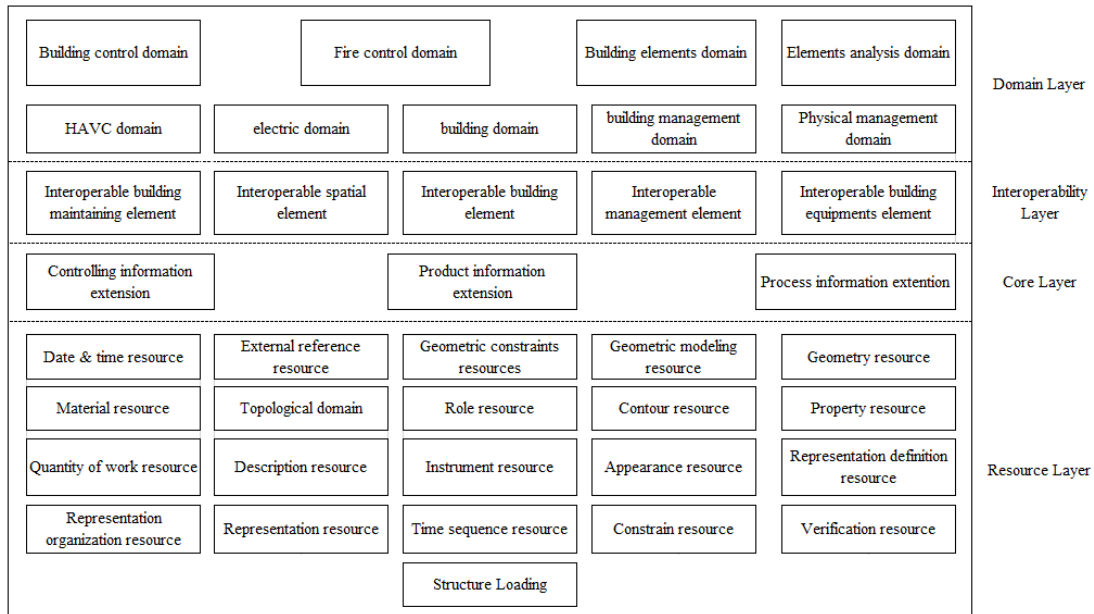 Building control domain
Fire control domain
Building elements domain
Elements analysis domain
Domain Layer
HAVC domain
electric domain
building domain
building management
domain
Physical management
domain
Interoperable building
maintaining element
Interoperable spatial
element
Interoperable building
element
Interoperable
management element
Interoperable building
equipments element
Interoperability
Layer
Controlling information
extension
Product information
extension
Process information extention
Core Layer
Date & time resource
External reference
resource
Geometric constraints
resources
Geometric modeling
resource
Geometry resource
Material resource
Topological domain
Role resource
Contour resource
Property resource
Quantity of work resource
Description resource
Instrument resource
Appearance resource
Representation definition
resource
Resource Layer
Representation
organization resource
Representation resource
Time sequence resource
Constrain resource
Verification resource
Structure Loading